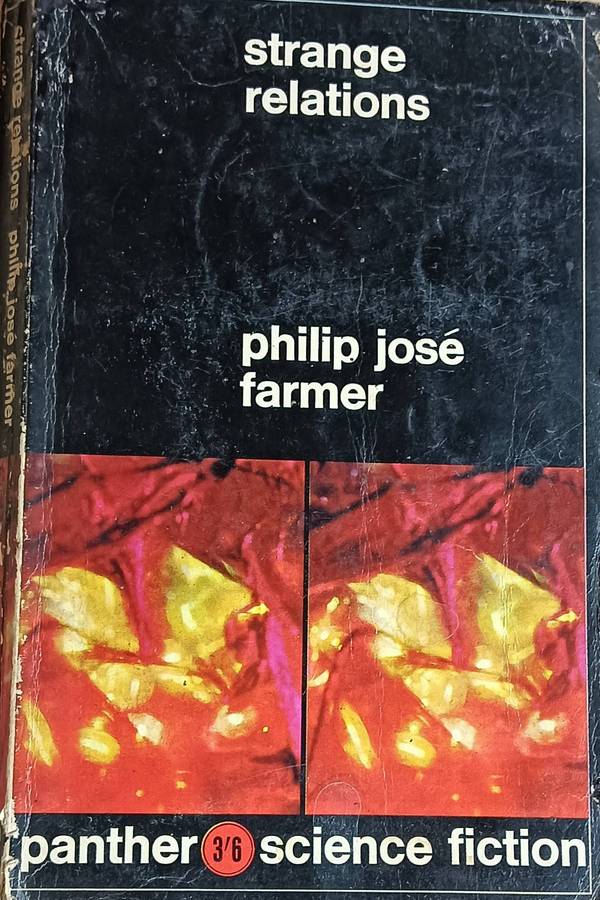 strange
relations
philip josé
farmer
panther 3/6 science fiction
strange relations philip josé farmer